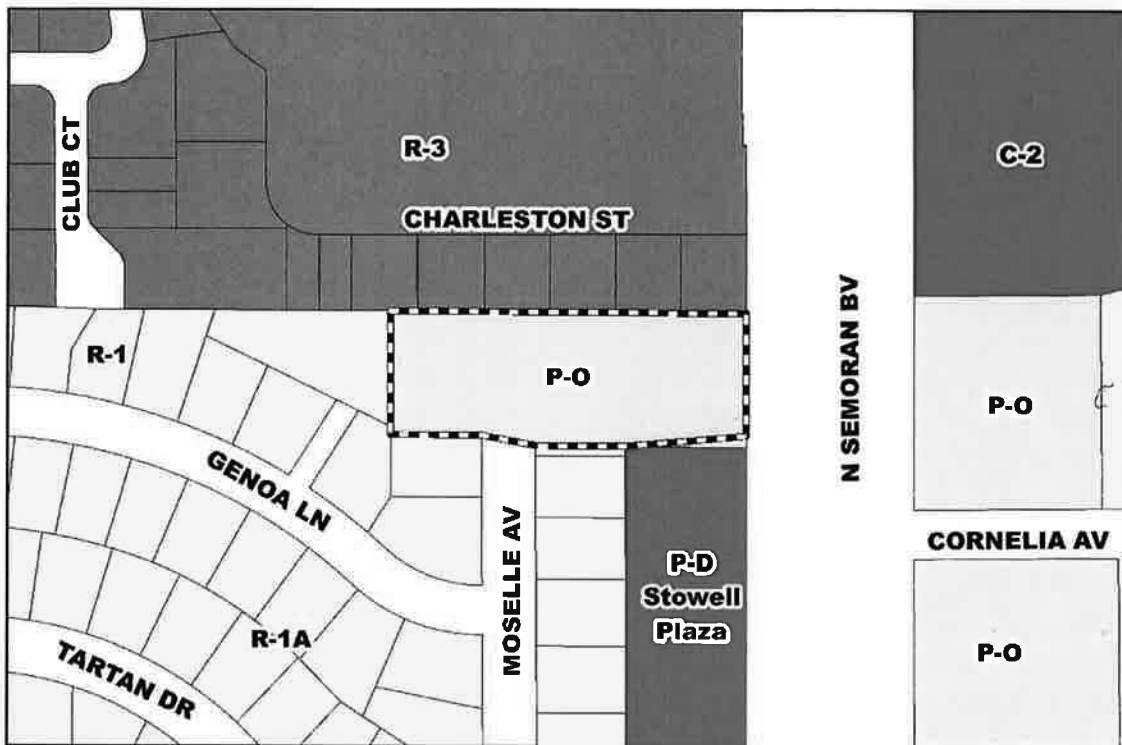 CLUB CT
R-3
C-2
CHARLESTON ST
R-1
P-O
N SEMORAN BV
P-O
GENOA LN
MOSELLE AV
CORNELIA AV
P-D
Stowell
Plaza
R-1A
TARTAN DR
P-O